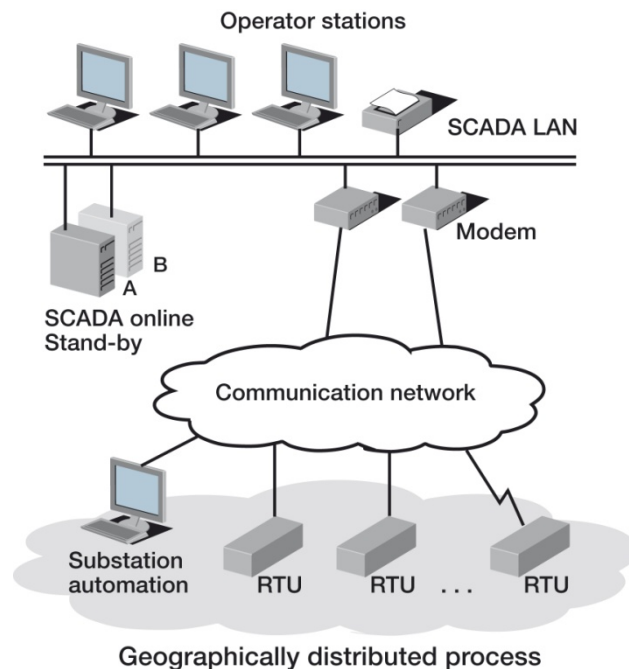 Operator stations
SCADA LAN
Modem
B
A
SCADA online
Stand-by
Communication network
Substation
automation
RTU
RTU
. . .
RTU
Geographically distributed process